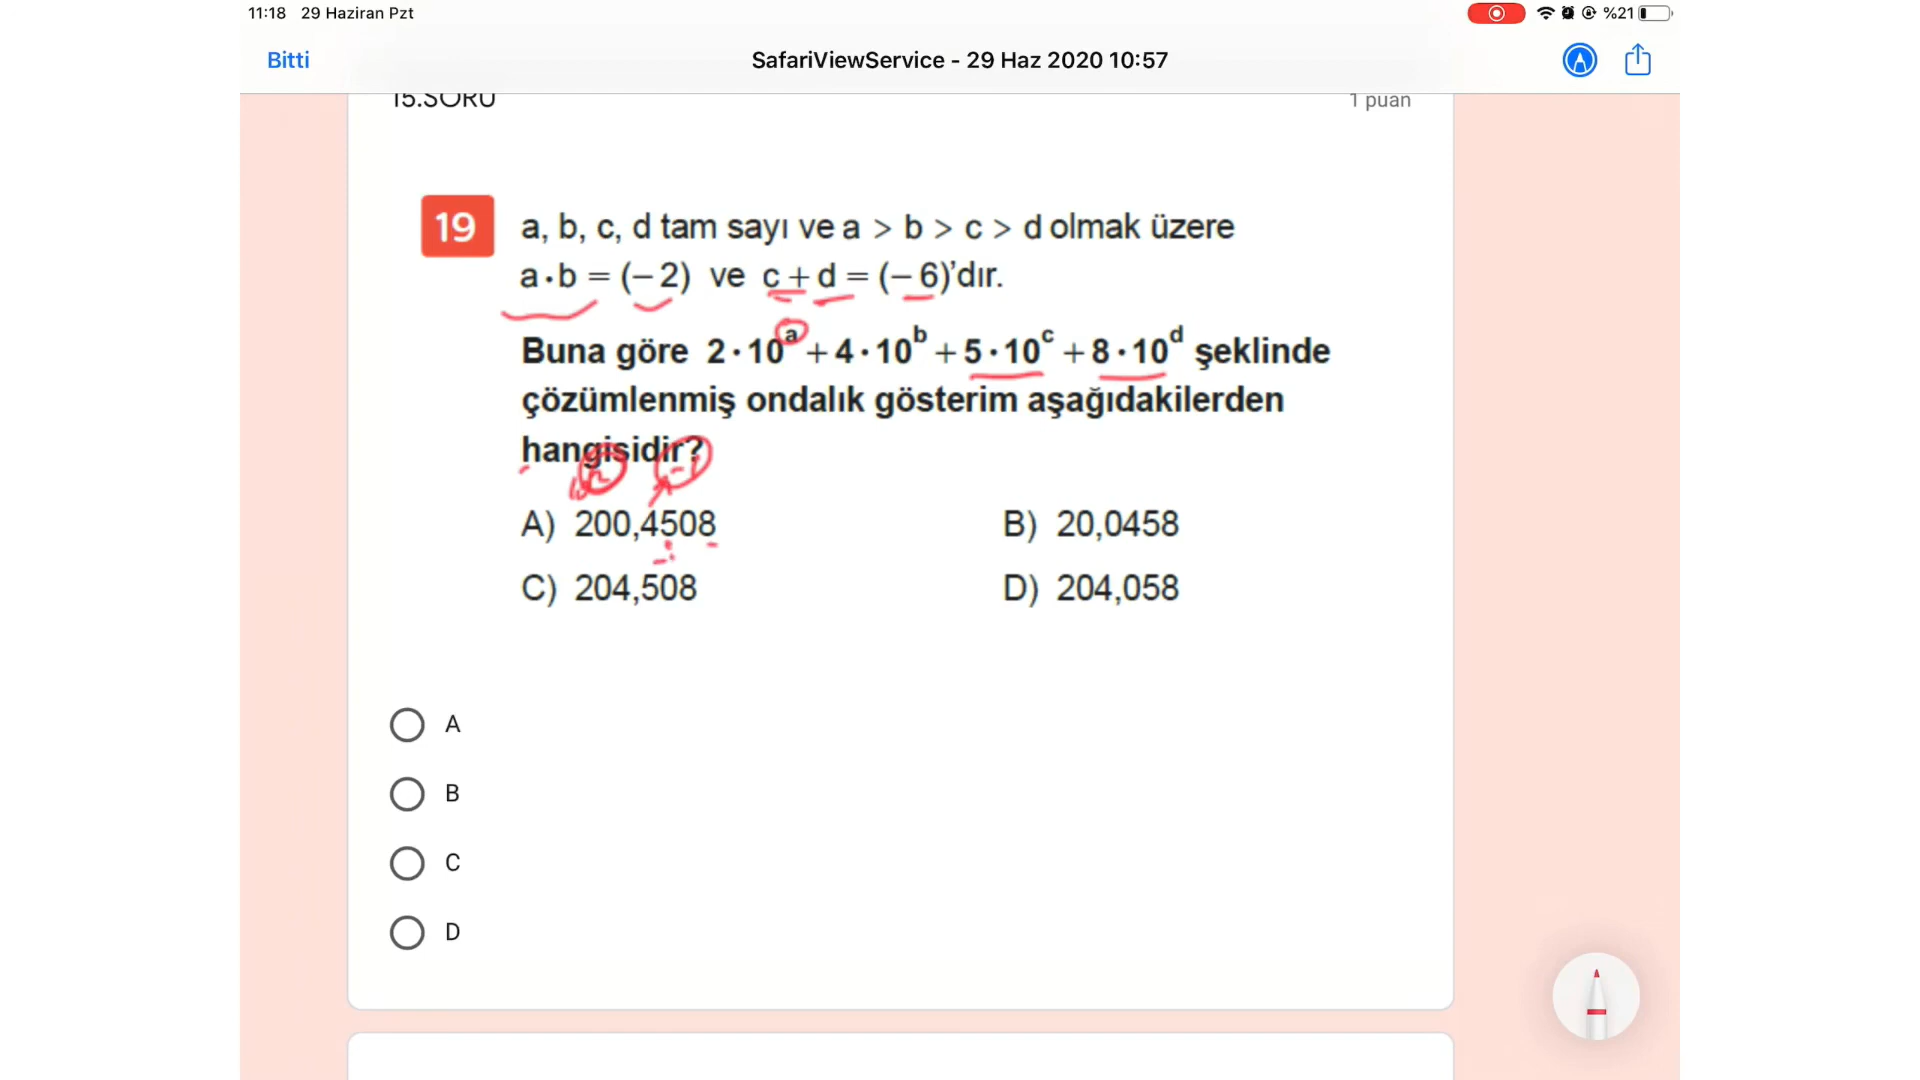 11:18 29 Haziran Pzt
%21
Bitti
SafariViewService - 29 Haz 2020 10:57
15.SORU
1 puan
19
a, b, c, d tam sayı ve a > b > c > d olmak üzere
a·b = (−2) ve c+d = (−6)'dır.
Buna göre 2·10^a + 4·10^b + 5·10^c + 8·10^d şeklinde
çözümlenmiş ondalık gösterim aşağıdakilerden
hangisidir?
2 -1
A) 200,4508
B) 20,0458
C) 204,508
D) 204,058
A
B
C
D